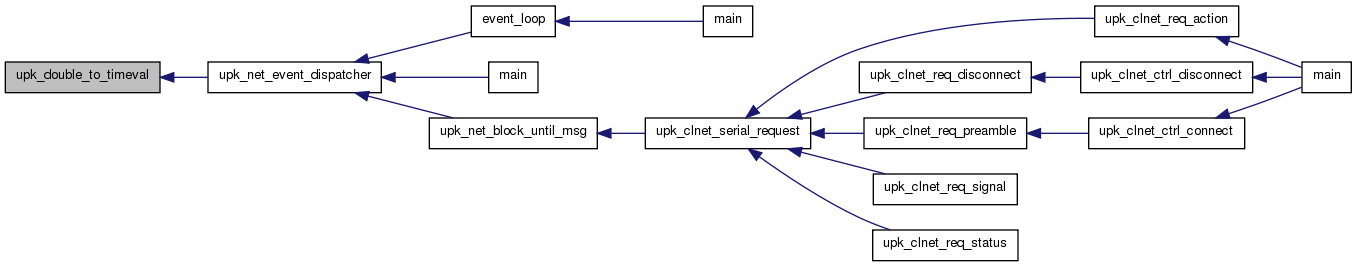 event_loop
main
upk_clnet_req_action
upk_double_to_timeval
upk_net_event_dispatcher
main
upk_clnet_req_disconnect
upk_clnet_ctrl_disconnect
main
upk_net_block_until_msg
upk_clnet_serial_request
upk_clnet_req_preamble
upk_clnet_ctrl_connect
upk_clnet_req_signal
upk_clnet_req_status